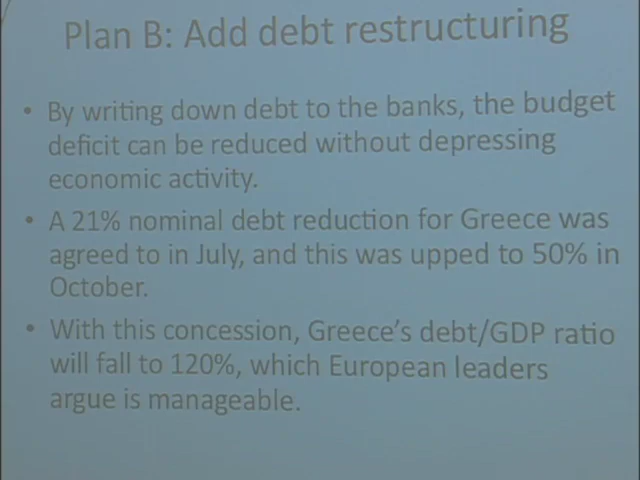 Plan B: Add debt restructuring
• By writing down debt to the banks, the budget
deficit can be reduced without depressing
economic activity.
• A 21% nominal debt reduction for Greece was
agreed to in July, and this was upped to 50% in
October.
• With this concession, Greece's debt/GDP ratio
will fall to 120%, which European leaders
argue is manageable.